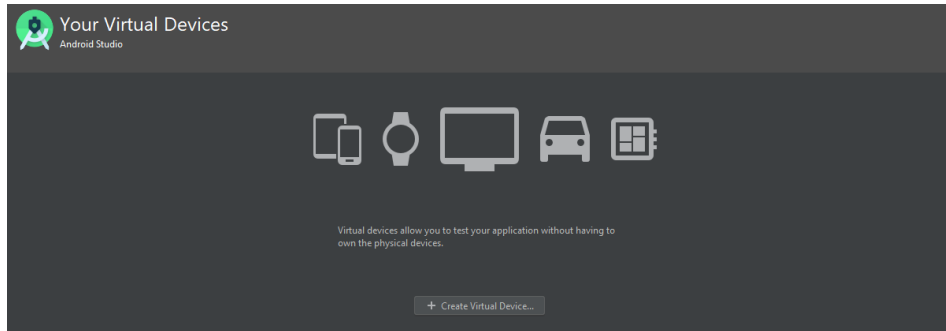 Your Virtual Devices
Android Studio
Virtual devices allow you to test your application without having to
own the physical devices.
+ Create Virtual Device...